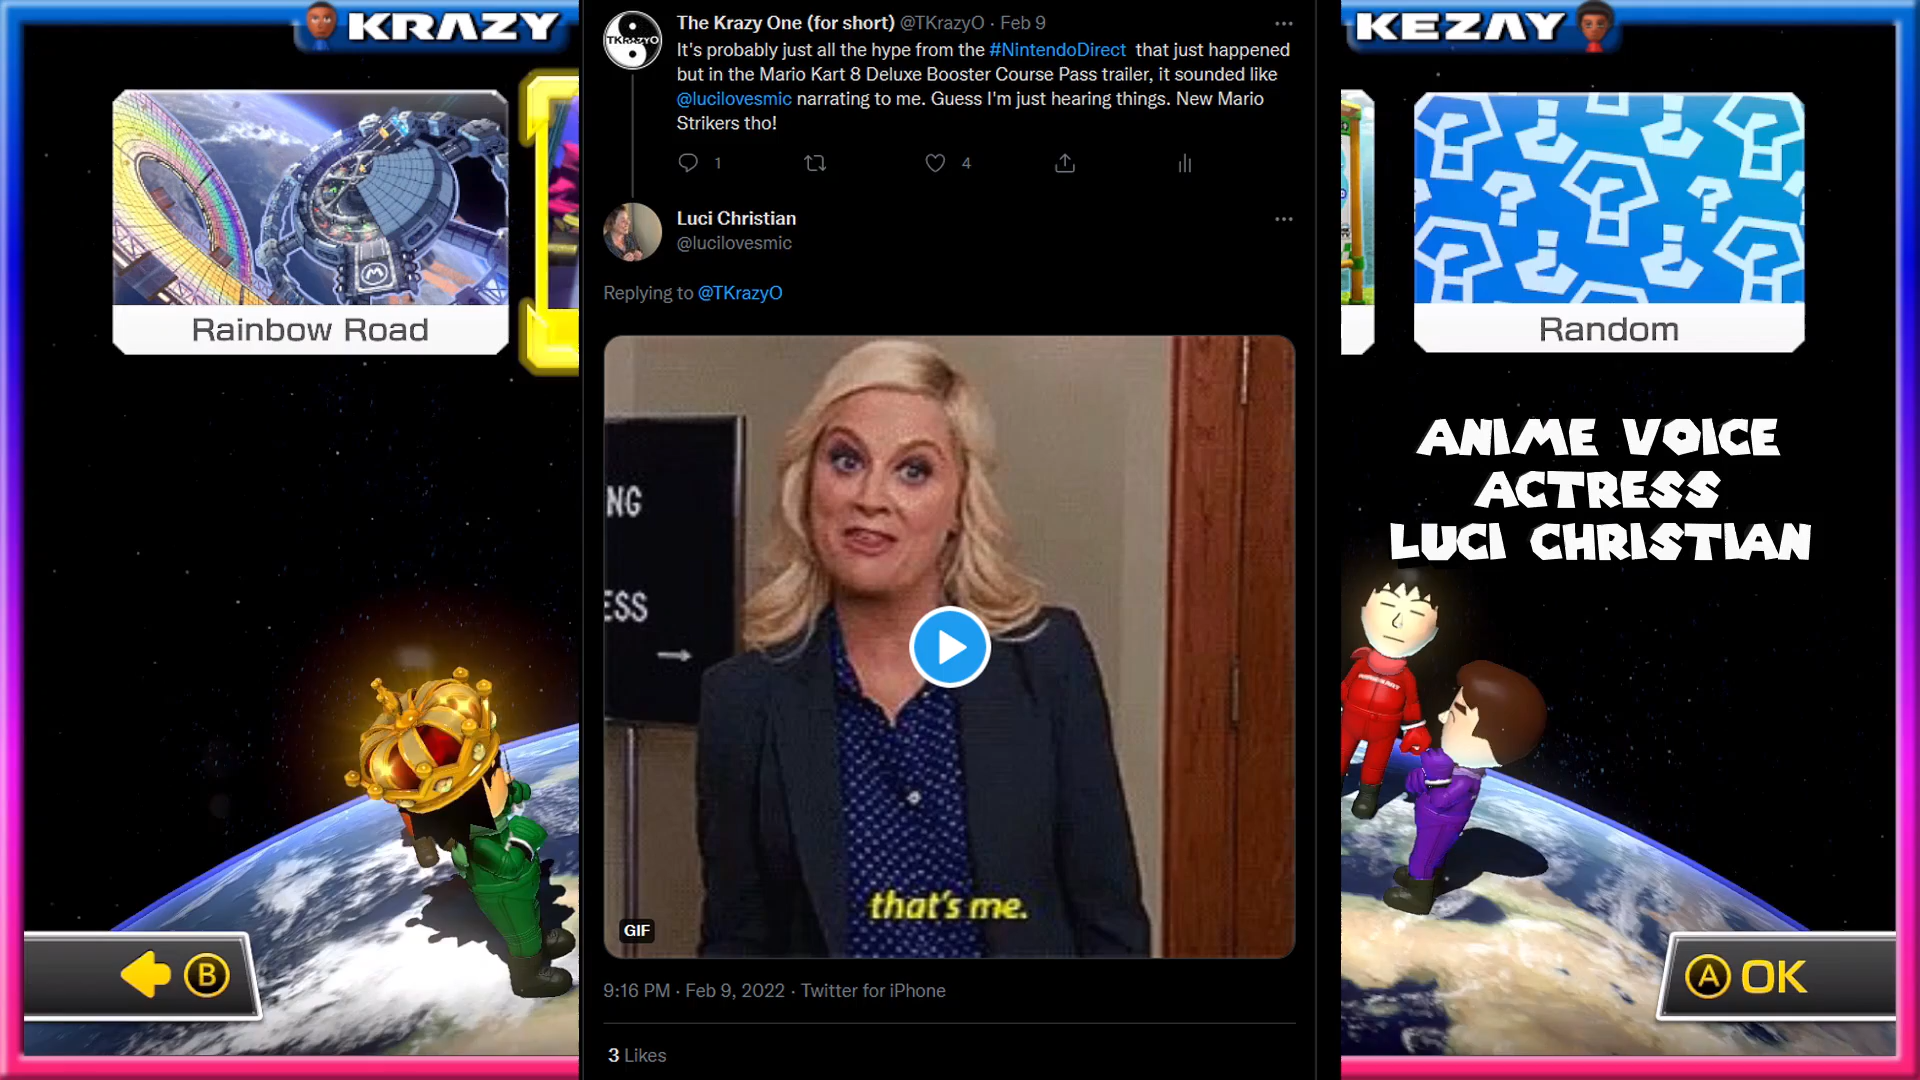 KRAZY
Rainbow Road
B
TKRAZYO
The Krazy One (for short) @TKrazyO · Feb 9
It's probably just all the hype from the #NintendoDirect that just happened
but in the Mario Kart 8 Deluxe Booster Course Pass trailer, it sounded like
@lucilovesmic narrating to me. Guess I'm just hearing things. New Mario
Strikers tho!
1
4
Luci Christian
@lucilovesmic
Replying to @TKrazyO
NG
ESS
that's me.
GIF
9:16 PM · Feb 9, 2022 · Twitter for iPhone
3 Likes
KEZAY
Random
ANIME VOICE
ACTRESS
LUCI CHRISTIAN
A OK